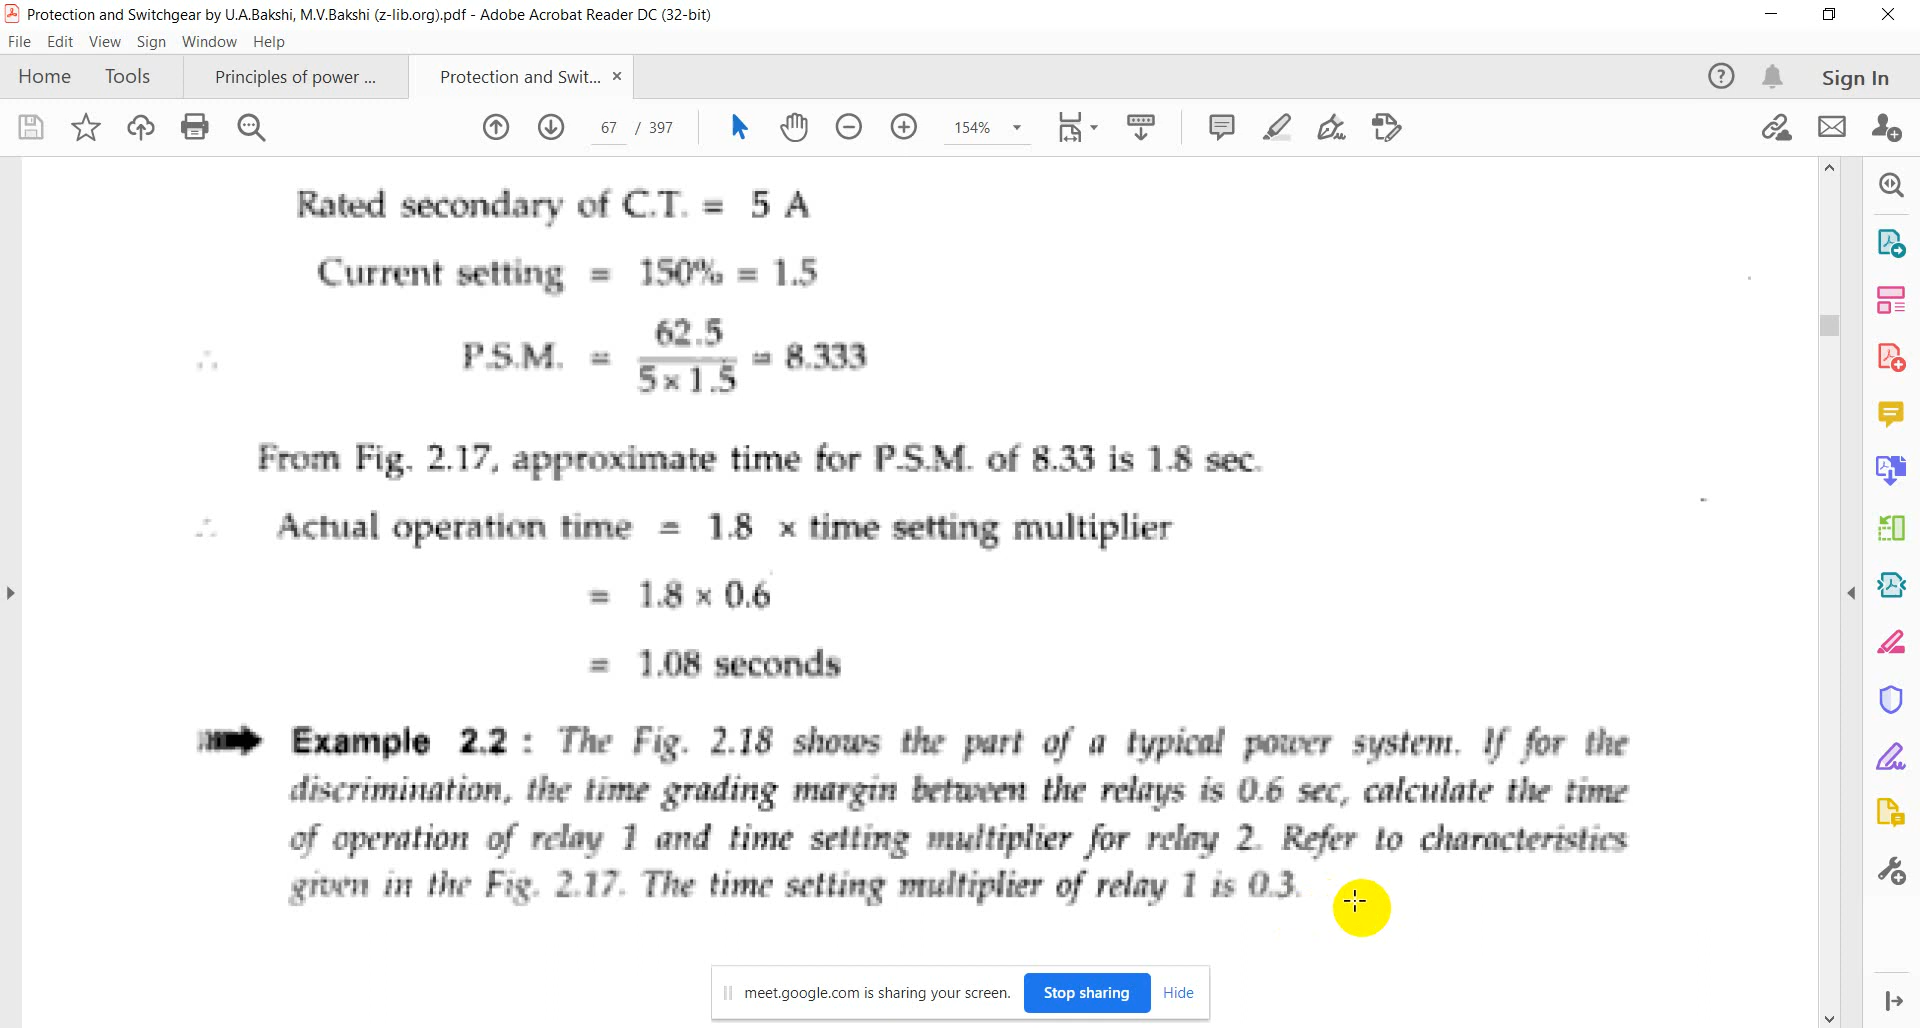 Protection and Switchgear by U.A.Bakshi, M.V.Bakshi (z-lib.org).pdf - Adobe Acrobat Reader DC (32-bit)
File Edit View Sign Window Help
Home Tools Principles of power ... Protection and Swit... ×
Sign In
67 / 397 154%
Rated secondary of C.T. = 5 A
Current setting = 150% = 1.5
∴ P.S.M. = 62.5 / 5 × 1.5 = 8.333
From Fig. 2.17, approximate time for P.S.M. of 8.33 is 1.8 sec.
∴ Actual operation time = 1.8 × time setting multiplier
= 1.8 × 0.6
= 1.08 seconds
Example 2.2 : The Fig. 2.18 shows the part of a typical power system. If for the
discrimination, the time grading margin between the relays is 0.6 sec, calculate the time
of operation of relay 1 and time setting multiplier for relay 2. Refer to characteristics
given in the Fig. 2.17. The time setting multiplier of relay 1 is 0.3.
meet.google.com is sharing your screen. Stop sharing Hide